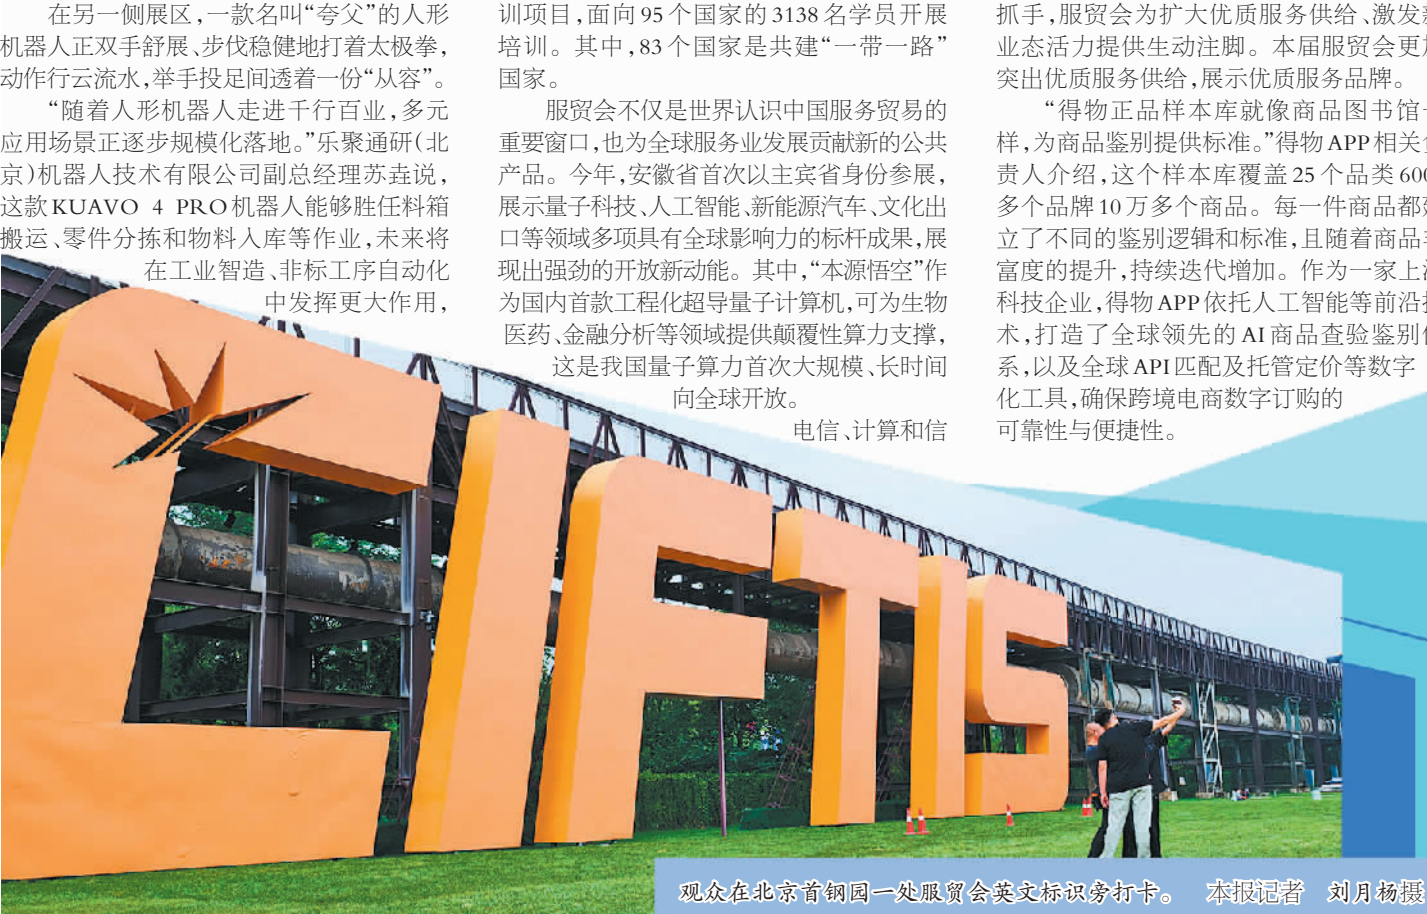 在另一侧展区，一款名叫“夸父”的人形
机器人正双手舒展、步伐稳健地打着太极拳，
动作行云流水，举手投足间透着一份“从容”。
“随着人形机器人走进千行百业，多元
应用场景正逐步规模化落地。”乐聚通研（北
京）机器人技术有限公司副总经理苏垚说，
这款KUAVO 4 PRO机器人能够胜任料箱
搬运、零件分拣和物料入库等作业，未来将
在工业智造、非标工序自动化
中发挥更大作用，
训项目，面向95个国家的3138名学员开展
培训。其中，83个国家是共建“一带一路”
国家。
服贸会不仅是世界认识中国服务贸易的
重要窗口，也为全球服务业发展贡献新的公共
产品。今年，安徽省首次以主宾省身份参展，
展示量子科技、人工智能、新能源汽车、文化出
口等领域多项具有全球影响力的标杆成果，展
现出强劲的开放新动能。其中，“本源悟空”作
为国内首款工程化超导量子计算机，可为生物
医药、金融分析等领域提供颠覆性算力支撑，
这是我国量子算力首次大规模、长时间
向全球开放。
电信、计算和信
抓手，服贸会为扩大优质服务供给、激发
业态活力提供生动注脚。本届服贸会更
突出优质服务供给，展示优质服务品牌。
“得物正品样本库就像商品图书馆一
样，为商品鉴别提供标准。”得物APP相关
责人介绍，这个样本库覆盖25个品类600
多个品牌10万多个商品。每一件商品都
立了不同的鉴别逻辑和标准，且随着商品
富度的提升，持续迭代增加。作为一家上
科技企业，得物APP依托人工智能等前沿
术，打造了全球领先的AI商品查验鉴别
系，以及全球API匹配及托管定价等数字
化工具，确保跨境电商数字订购的
可靠性与便捷性。
CIFTIS
观众在北京首钢园一处服贸会英文标识旁打卡。 本报记者 刘月杨摄